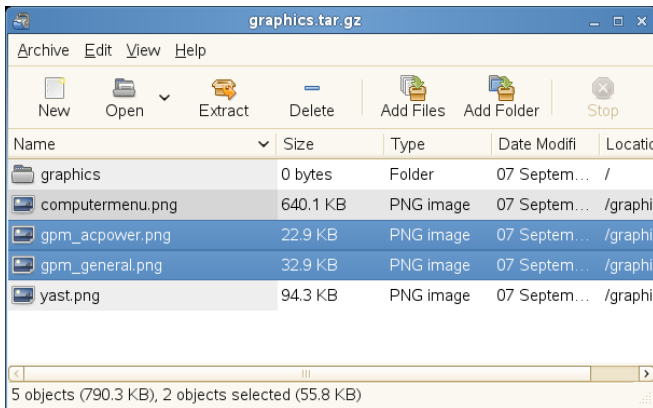 graphics.tar.gz
Archive Edit View Help
New Open Extract Delete Add Files Add Folder Stop
Name Size Type Date Modifi Locatio
graphics 0 bytes Folder 07 Septem... /
computermenu.png 640.1 KB PNG image 07 Septem... /graphi
gpm_acpower.png 22.9 KB PNG image 07 Septem... /graphi
gpm_general.png 32.9 KB PNG image 07 Septem... /graphi
yast.png 94.3 KB PNG image 07 Septem... /graphi
5 objects (790.3 KB), 2 objects selected (55.8 KB)